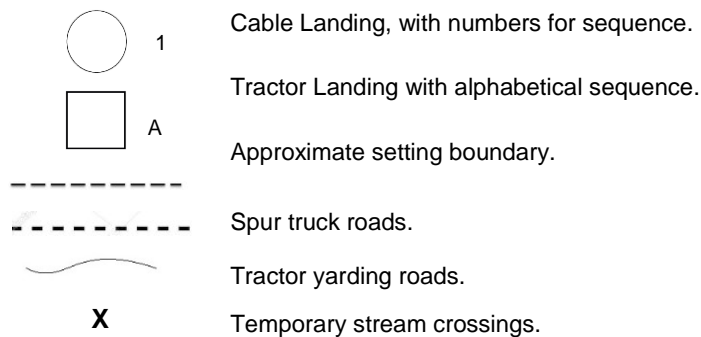 Cable Landing, with numbers for sequence.
1
Tractor Landing with alphabetical sequence.
A
Approximate setting boundary.
Spur truck roads.
Tractor yarding roads.
X
Temporary stream crossings.